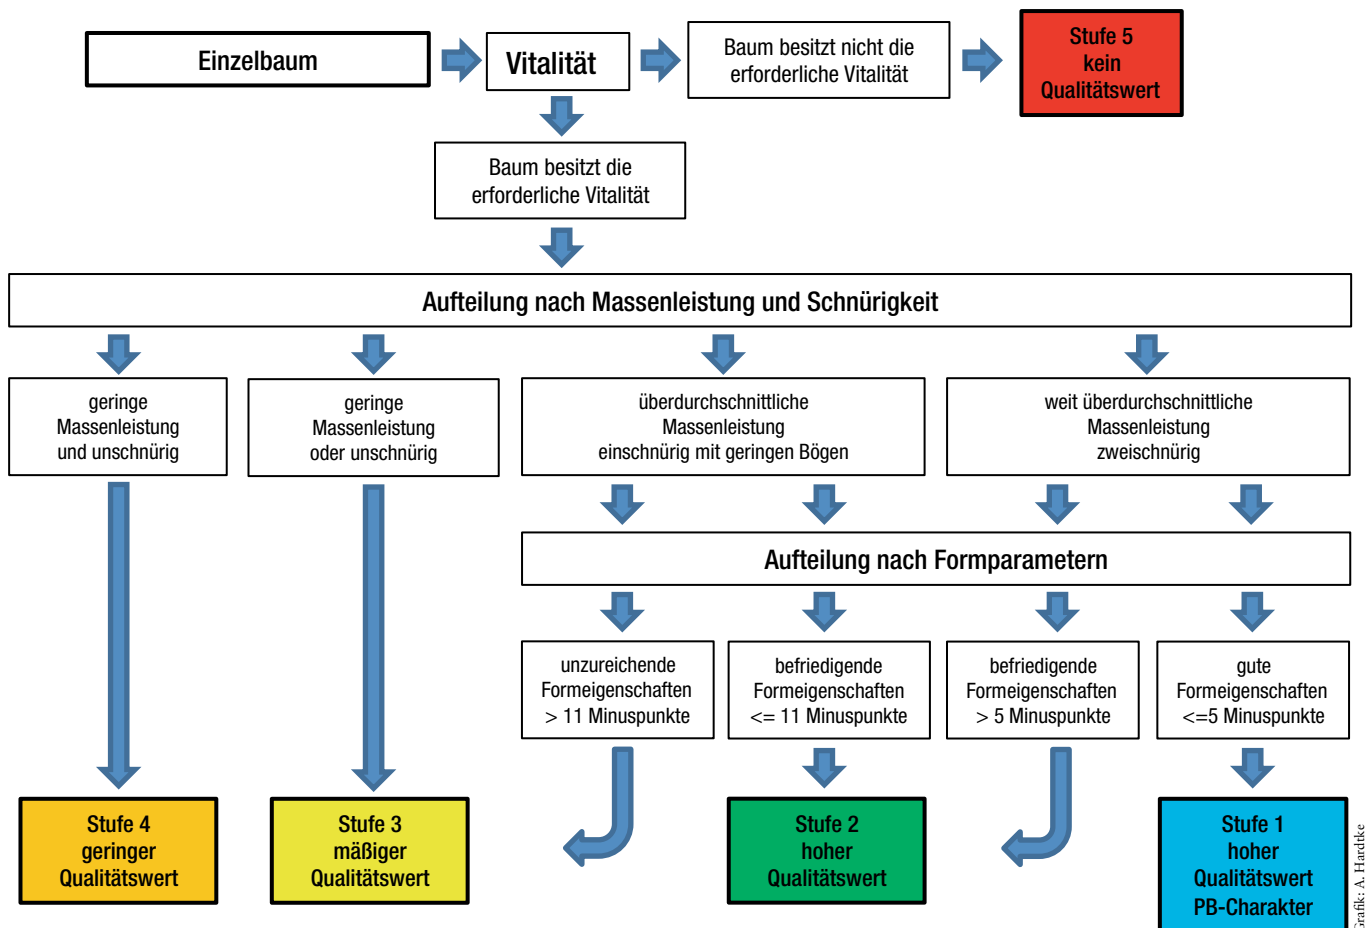 Einzelbaum
Vitalität
Baum besitzt nicht die
erforderliche Vitalität
Stufe 5
kein
Qualitätswert
Baum besitzt die
erforderliche Vitalität
Aufteilung nach Massenleistung und Schnürigkeit
geringe
Massenleistung
und unschnürig
geringe
Massenleistung
oder unschnürig
überdurchschnittliche
Massenleistung
einschnürig mit geringen Bögen
weit überdurchschnittliche
Massenleistung
zweischnürig
Aufteilung nach Formparametern
unzureichende
Formeigenschaften
> 11 Minuspunkte
befriedigende
Formeigenschaften
<= 11 Minuspunkte
befriedigende
Formeigenschaften
> 5 Minuspunkte
gute
Formeigenschaften
<=5 Minuspunkte
Stufe 4
geringer
Qualitätswert
Stufe 3
mäßiger
Qualitätswert
Stufe 2
hoher
Qualitätswert
Stufe 1
hoher
Qualitätswert
PB-Charakter
Grafik: A. Hardtke